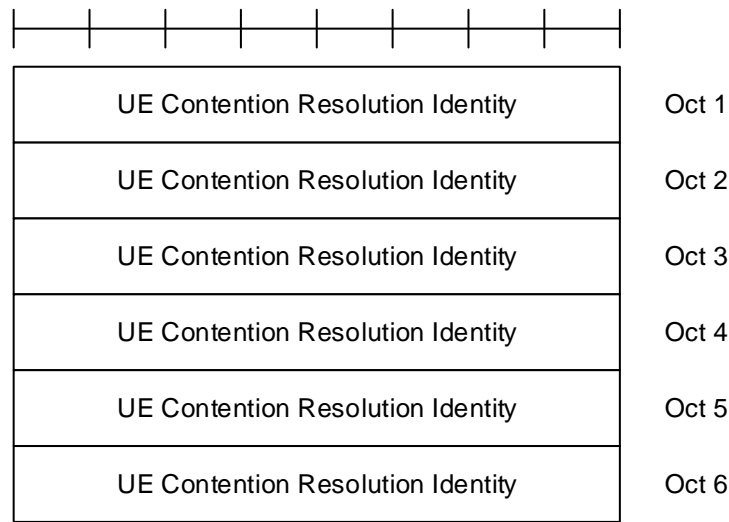 UE Contention Resolution Identity Oct 1
UE Contention Resolution Identity Oct 2
UE Contention Resolution Identity Oct 3
UE Contention Resolution Identity Oct 4
UE Contention Resolution Identity Oct 5
UE Contention Resolution Identity Oct 6